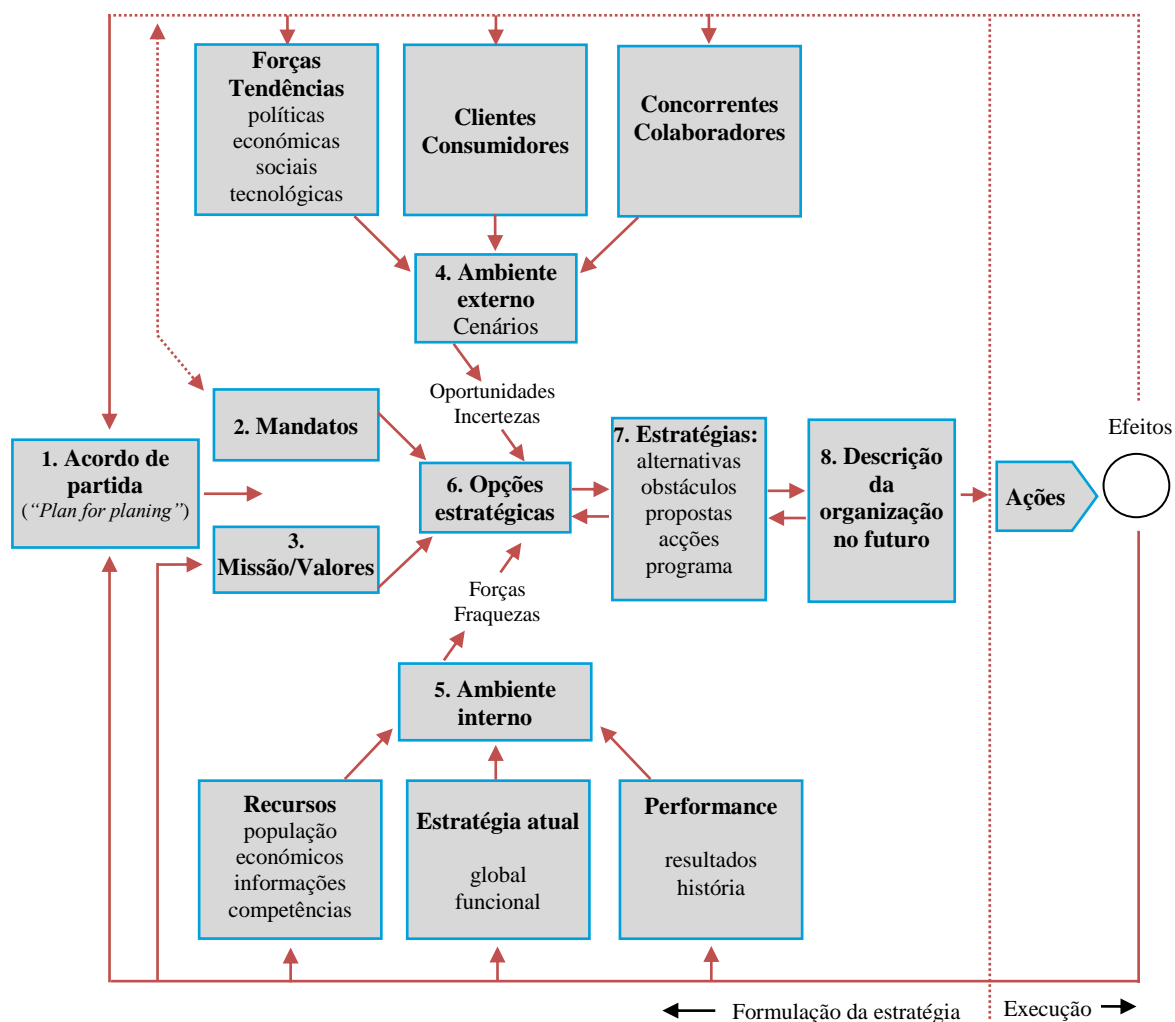 Forças
Tendências
políticas
económicas
sociais
tecnológicas
Clientes
Consumidores
Concorrentes
Colaboradores
4. Ambiente
externo
Cenários
Oportunidades
Incertezas
2. Mandatos
1. Acordo de
partida
(“Plan for planing”)
3.
Missão/Valores
6. Opções
estratégicas
7. Estratégias:
alternativas
obstáculos
propostas
acções
programa
8. Descrição
da
organização
no futuro
Ações
Efeitos
Forças
Fraquezas
5. Ambiente
interno
Recursos
população
económicos
informações
competências
Estratégia atual
global
funcional
Performance
resultados
história
Formulação da estratégia
Execução